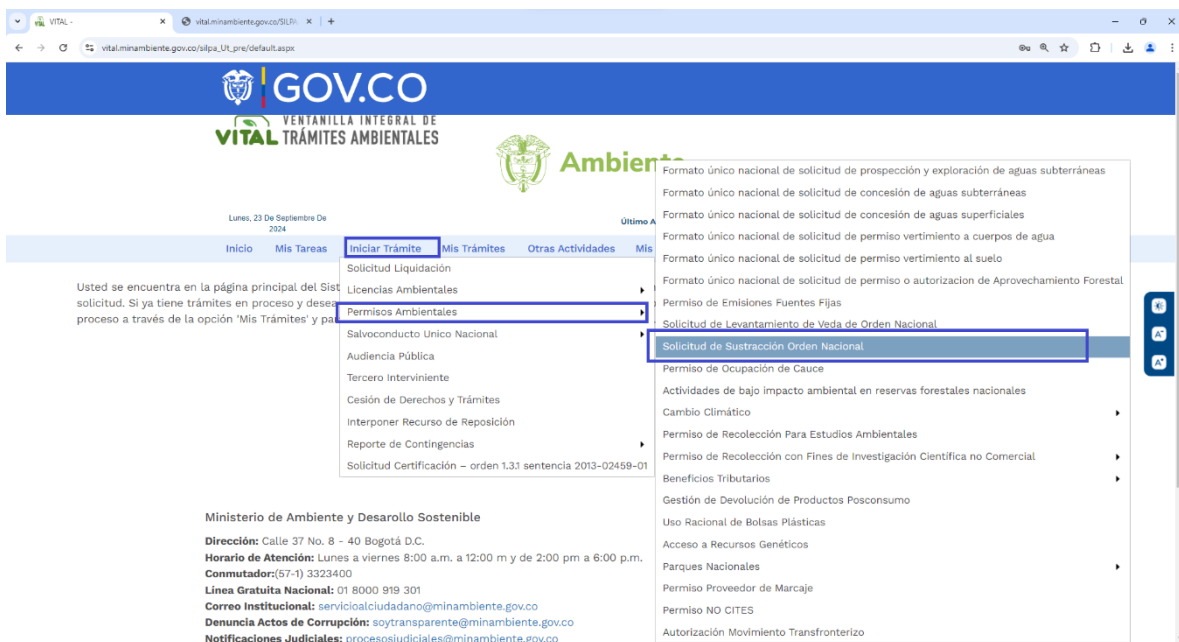 VITAL -
vital.minambiente.gov.co/SILPA
vital.minambiente.gov.co/silpa_Ut_pre/default.aspx
GOV.CO
VITAL
VENTANILLA INTEGRAL DE
TRÁMITES AMBIENTALES
Ambiente
Lunes, 23 De Septiembre De
2024
Último A
Inicio Mis Tareas Iniciar Trámite Mis Trámites Otras Actividades Mis
Usted se encuentra en la página principal del Sist
solicitud. Si ya tiene trámites en proceso y desea
proceso a través de la opción 'Mis Trámites' y pa
Solicitud Liquidación
Licencias Ambientales
Permisos Ambientales
Salvoconducto Unico Nacional
Audiencia Pública
Tercero Interviniente
Cesión de Derechos y Trámites
Interponer Recurso de Reposición
Reporte de Contingencias
Solicitud Certificación – orden 1.3.1 sentencia 2013-02459-01
Formato único nacional de solicitud de prospección y exploración de aguas subterráneas
Formato único nacional de solicitud de concesión de aguas subterráneas
Formato único nacional de solicitud de concesión de aguas superficiales
Formato único nacional de solicitud de permiso vertimiento a cuerpos de agua
Formato único nacional de solicitud de permiso vertimiento al suelo
Formato único nacional de solicitud de permiso o autorizacion de Aprovechamiento Forestal
Permiso de Emisiones Fuentes Fijas
Solicitud de Levantamiento de Veda de Orden Nacional
Solicitud de Sustracción Orden Nacional
Permiso de Ocupación de Cauce
Actividades de bajo impacto ambiental en reservas forestales nacionales
Cambio Climático
Permiso de Recolección Para Estudios Ambientales
Permiso de Recolección con Fines de Investigación Científica no Comercial
Beneficios Tributarios
Gestión de Devolución de Productos Posconsumo
Uso Racional de Bolsas Plásticas
Acceso a Recursos Genéticos
Parques Nacionales
Permiso Proveedor de Marcaje
Permiso NO CITES
Autorización Movimiento Transfronterizo
A-
A+
Ministerio de Ambiente y Desarollo Sostenible
Dirección: Calle 37 No. 8 - 40 Bogotá D.C.
Horario de Atención: Lunes a viernes 8:00 a.m. a 12:00 m y de 2:00 pm a 6:00 p.m.
Conmutador:(57-1) 3323400
Línea Gratuita Nacional: 01 8000 919 301
Correo Institucional: servicioalciudadano@minambiente.gov.co
Denuncia Actos de Corrupción: soytransparente@minambiente.gov.co
Notificaciones Judiciales: procesosjudiciales@minambiente.gov.co